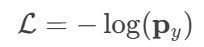 ℒ = −log(𝐩_y)